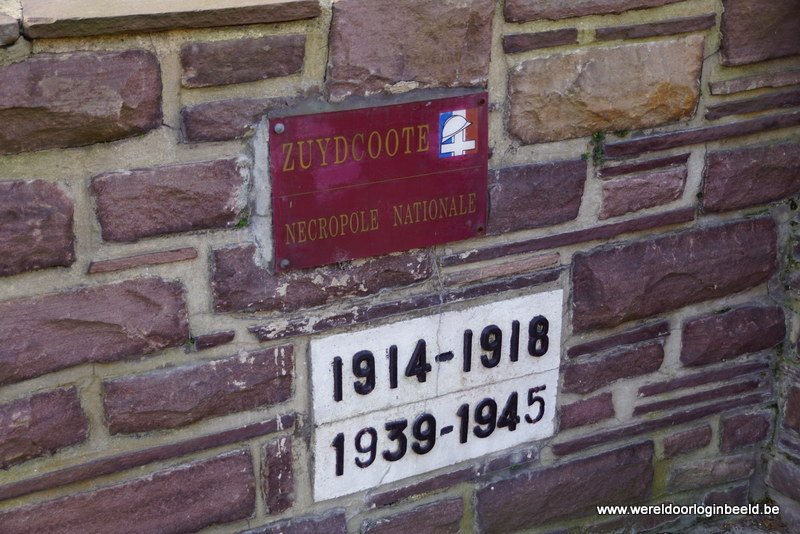 ZUYDCOOTE
NECROPOLE NATIONALE
1914-1918
1939-1945
www.wereldoorloginbeeld.be